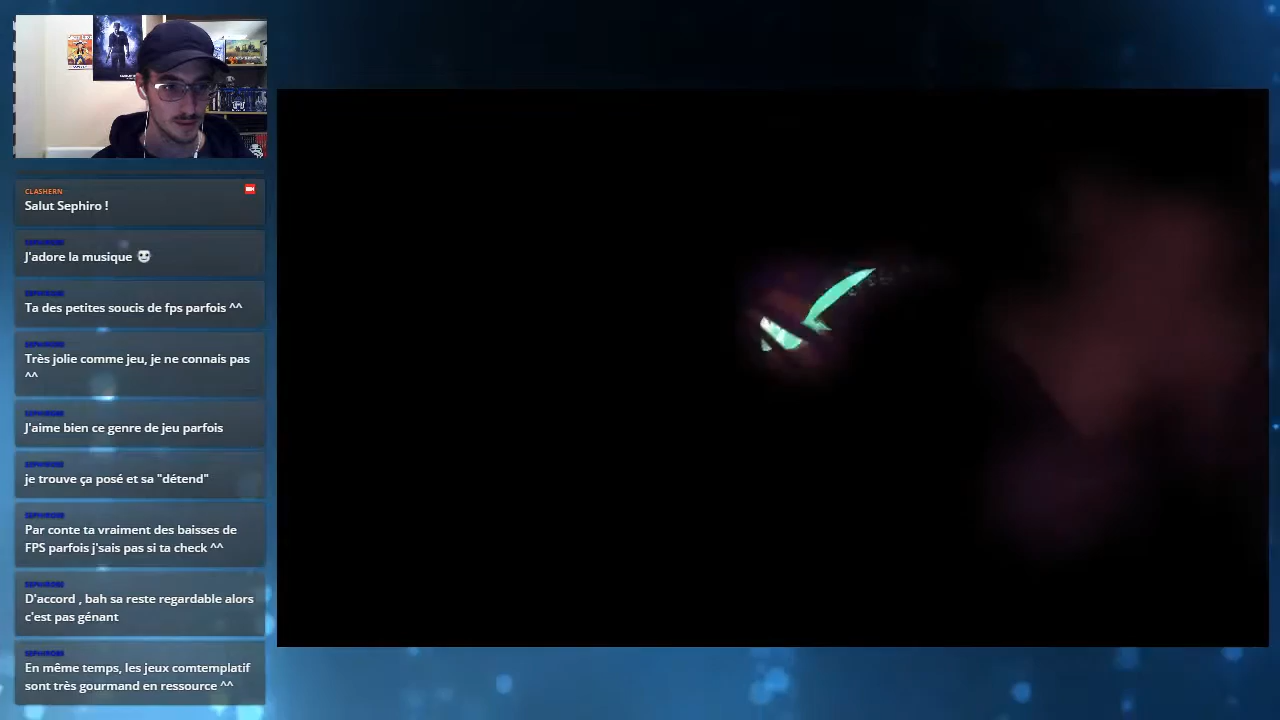 CLASHERN
Salut Sephiro !
J'adore la musique
Ta des petites soucis de fps parfois ^^
Très jolie comme jeu, je ne connais pas
^^
J'aime bien ce genre de jeu parfois
je trouve ça posé et sa "détend"
Par conte ta vraiment des baisses de
FPS parfois j'sais pas si ta check ^^
D'accord , bah sa reste regardable alors
c'est pas génant
En même temps, les jeux comtemplatif
sont très gourmand en ressource ^^